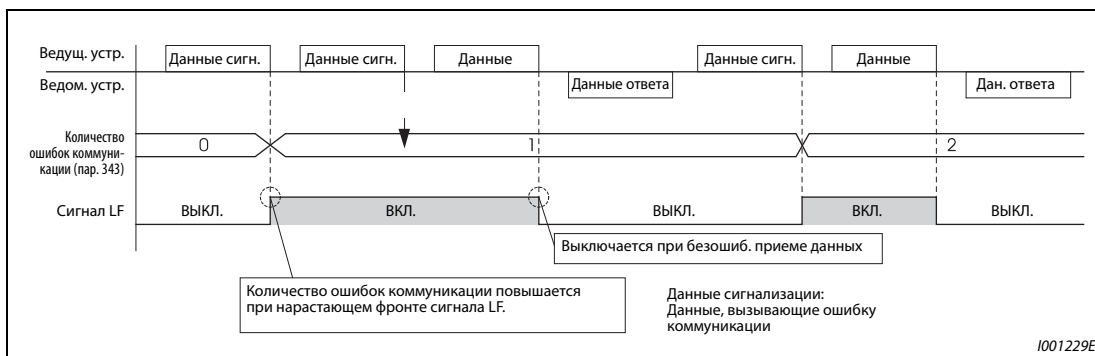 Ведущ. устр.
Данные сигн.
Данные сигн.
Данные
Данные сигн.
Данные
Ведом. устр.
Данные ответа
Дан. ответа
Количество
ошибок коммуни-
кации (пар. 343)
0
1
2
Сигнал LF
ВЫКЛ.
ВКЛ.
ВЫКЛ.
ВКЛ.
ВЫКЛ.
Выключается при безошиб. приеме данных
Количество ошибок коммуникации повышается
при нарастающем фронте сигнала LF.
Данные сигнализации:
Данные, вызывающие ошибку
коммуникации
I001229E